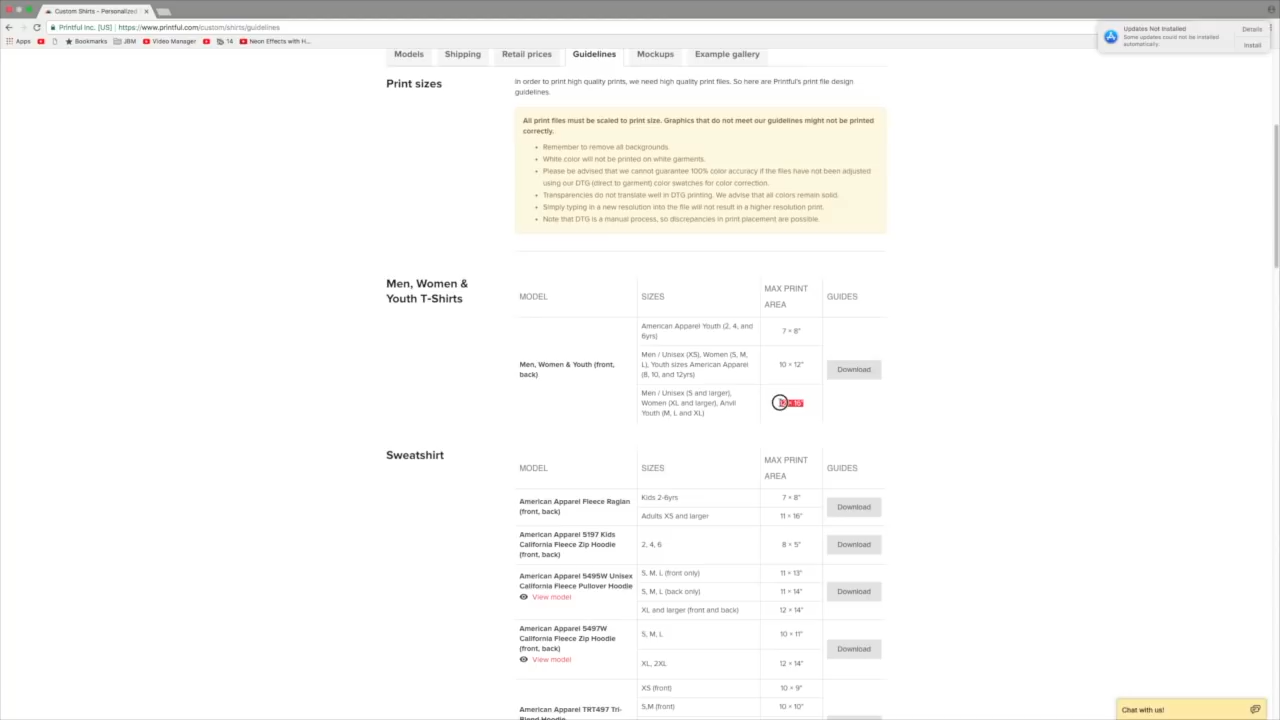 Custom Shirts - Personalized
Printful Inc. [US] | https://www.printful.com/custom/shirts/guidelines
Apps Bookmarks JBM Video Manager 14 Neon Effects with H...
Updates Not Installed
Some updates could not be installed
automatically.
Details
Install
Models Shipping Retail prices Guidelines Mockups Example gallery
Print sizes
In order to print high quality prints, we need high quality print files. So here are Printful's print file design
guidelines.
All print files must be scaled to print size. Graphics that do not meet our guidelines might not be printed
correctly.
• Remember to remove all backgrounds.
• White color will not be printed on white garments.
• Please be advised that we cannot guarantee 100% color accuracy if the files have not been adjusted
using our DTG (direct to garment) color swatches for color correction.
• Transparencies do not translate well in DTG printing. We advise that all colors remain solid.
• Simply typing in a new resolution into the file will not result in a higher resolution print.
• Note that DTG is a manual process, so discrepancies in print placement are possible.
Men, Women &
Youth T-Shirts
MODEL SIZES MAX PRINT AREA GUIDES
Men, Women & Youth (front,
back)
American Apparel Youth (2, 4, and
6yrs)
7 × 8"
Men / Unisex (XS), Women (S, M,
L), Youth sizes American Apparel
(8, 10, and 12yrs)
10 × 12"
Download
Men / Unisex (S and larger),
Women (XL and larger), Anvil
Youth (M, L and XL)
× 16"
Sweatshirt
MODEL SIZES MAX PRINT AREA GUIDES
American Apparel Fleece Raglan
(front, back)
Kids 2-6yrs 7 × 8"
Adults XS and larger 11 × 16"
Download
American Apparel 5197 Kids
California Fleece Zip Hoodie
(front, back)
2, 4, 6 8 × 5" Download
American Apparel 5495W Unisex
California Fleece Pullover Hoodie
View model
S, M, L (front only) 11 × 13"
S, M, L (back only) 11 × 14"
XL and larger (front and back) 12 × 14"
Download
American Apparel 5497W
California Fleece Zip Hoodie
(front, back)
View model
S, M, L 10 × 11"
XL, 2XL 12 × 14"
Download
American Apparel TRT497 Tri-
Blend Hoodie
XS (front) 10 × 9"
S,M (front) 10 × 10"
Chat with us!